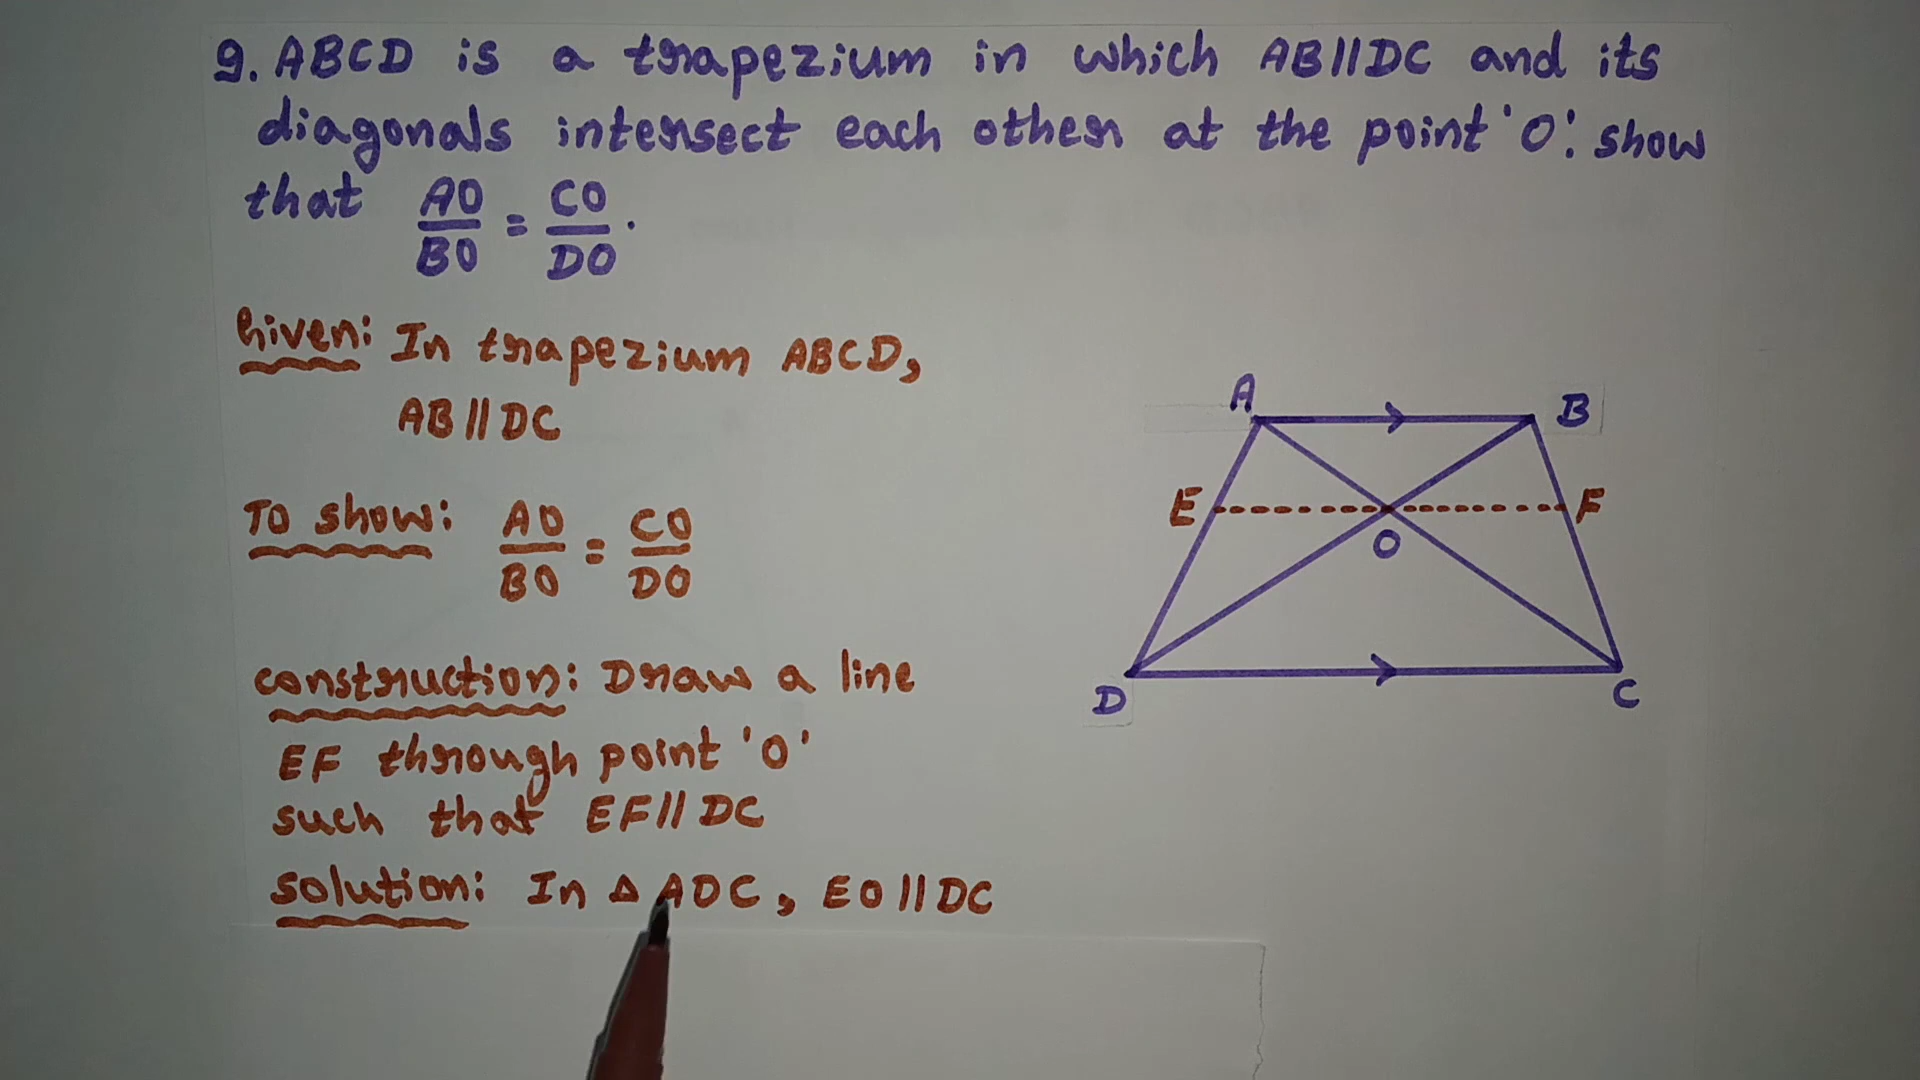 9. ABCD is a trapezium in which AB||DC and its
diagonals intersect each other at the point 'O'. show
that AO/BO = CO/DO.
Given: In trapezium ABCD,
AB||DC
To show: AO/BO = CO/DO
construction: Draw a line
EF through point 'O'
such that EF||DC
solution: In △ ADC, EO||DC
A
B
E
F
O
D
C